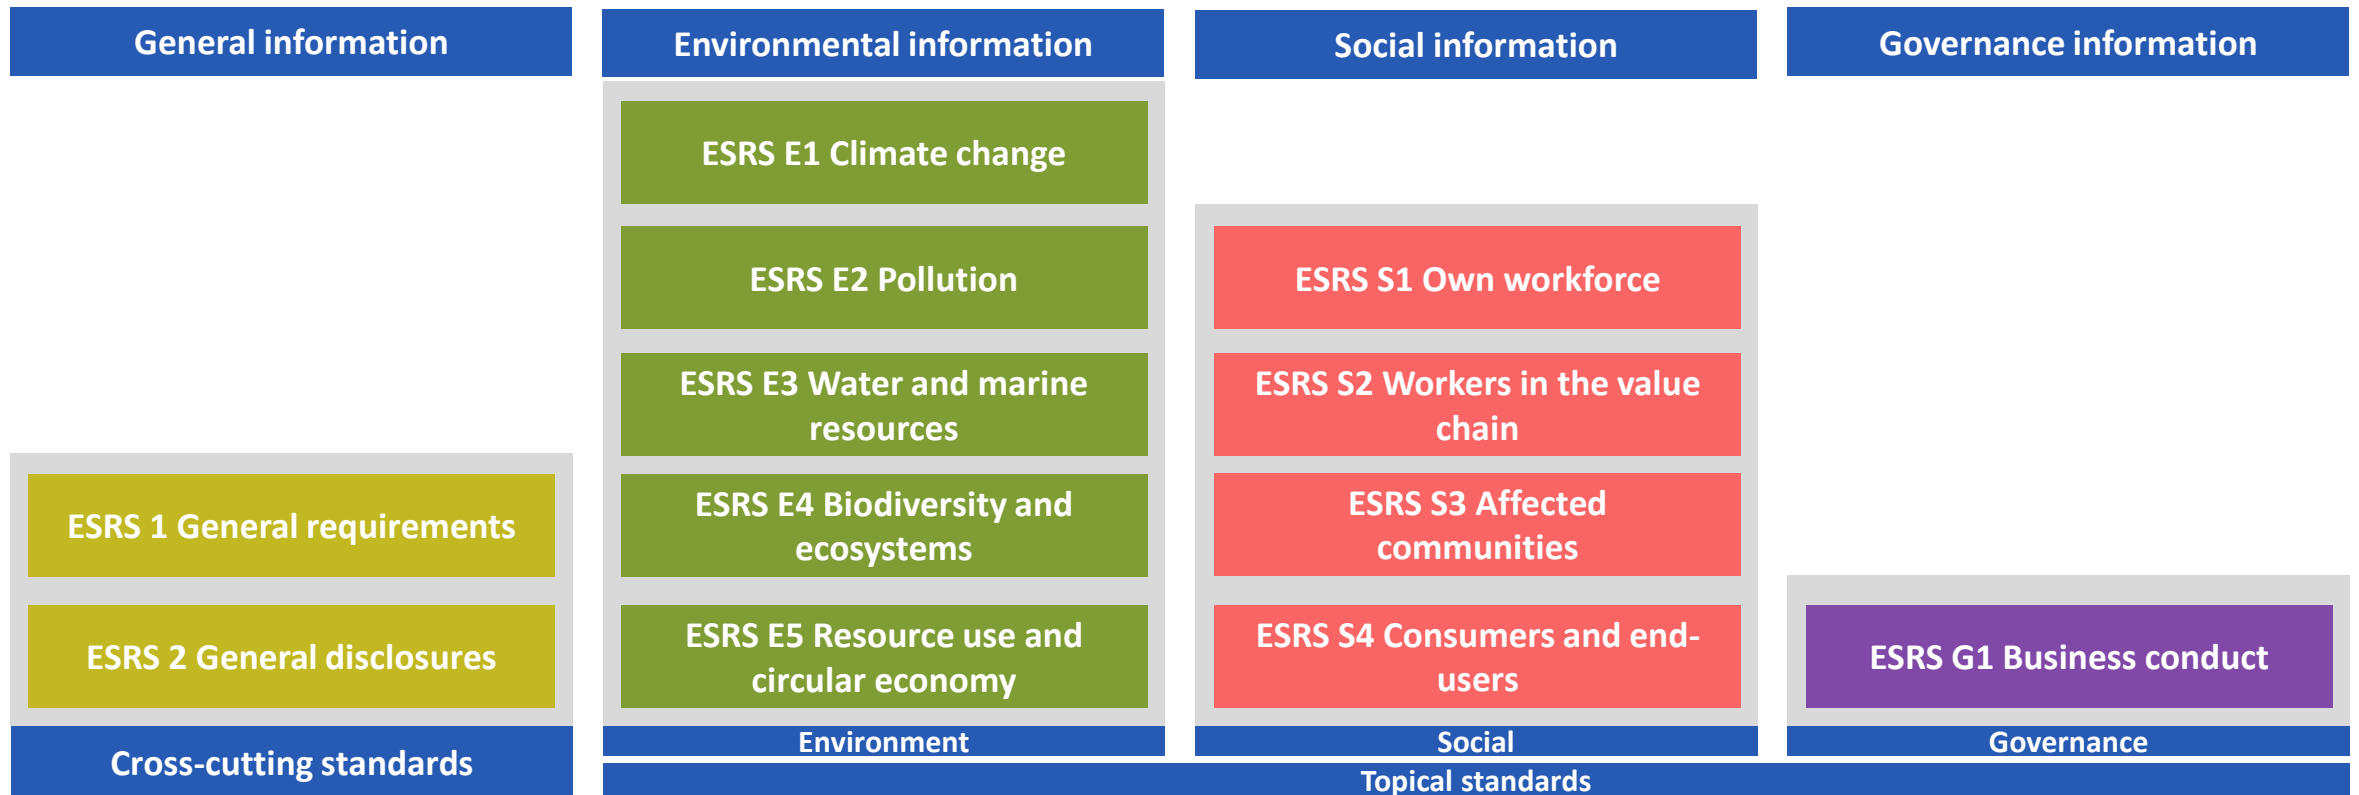 General information
Environmental information
Social information
Governance information
ESRS E1 Climate change
ESRS E2 Pollution
ESRS E3 Water and marine
resources
ESRS E4 Biodiversity and
ecosystems
ESRS E5 Resource use and
circular economy
ESRS S1 Own workforce
ESRS S2 Workers in the value
chain
ESRS S3 Affected
communities
ESRS S4 Consumers and end-
users
ESRS 1 General requirements
ESRS 2 General disclosures
ESRS G1 Business conduct
Cross-cutting standards
Environment
Social
Governance
Topical standards